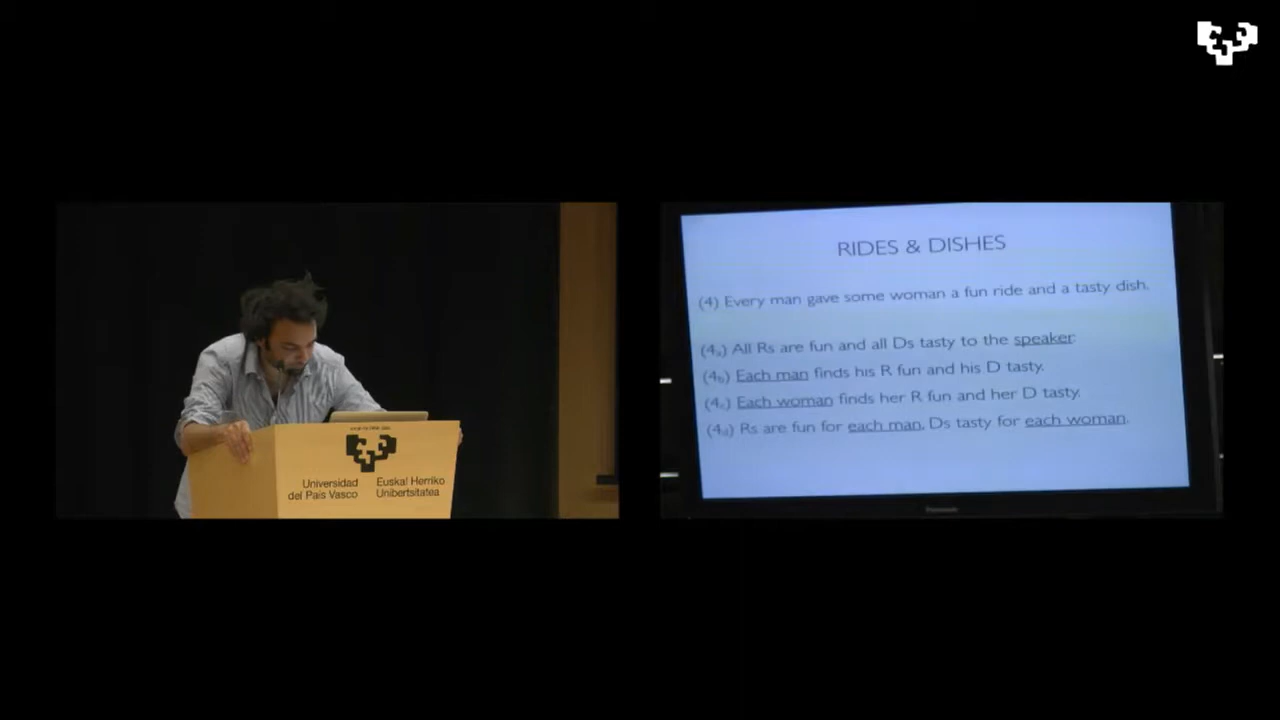 RIDES & DISHES
(4) Every man gave some woman a fun ride and a tasty dish.
(4ₐ) All Rs are fun and all Ds tasty to the speaker.
(4b) Each man finds his R fun and his D tasty.
(4c) Each woman finds her R fun and her D tasty.
(4d) Rs are fun for each man, Ds tasty for each woman.
Universidad
del País Vasco
Euskal Herriko
Unibertsitatea
Panasonic